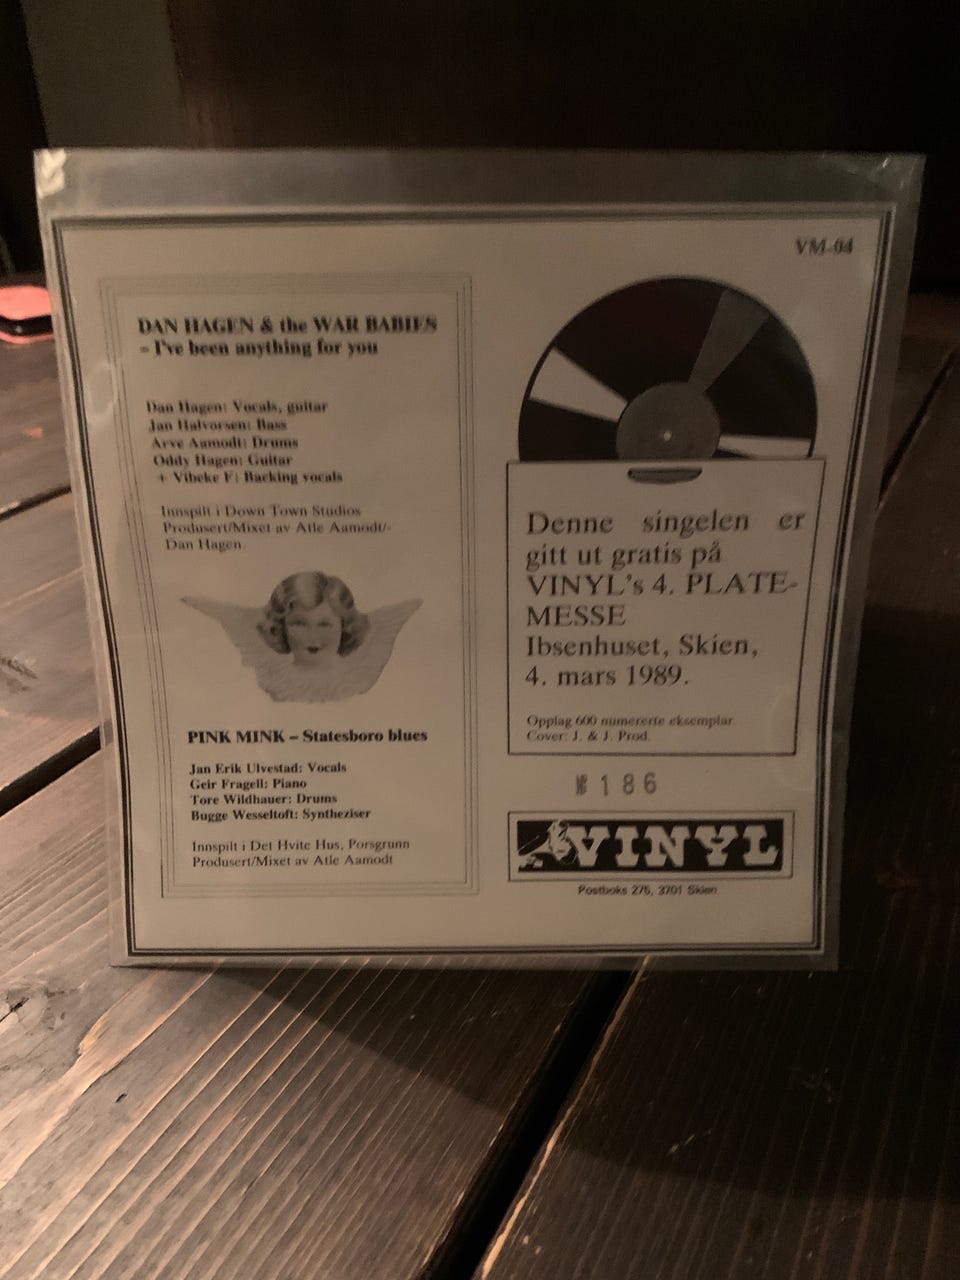 VM-04
DAN HAGEN & the WAR BABIES
- I've been anything for you
Dan Hagen: Vocals, guitar
Jan Halvorsen: Bass
Arve Aamodt: Drums
Oddy Hagen: Guitar
+ Vibeke F: Backing vocals
Innspilt i Down Town Studios
Produsert/Mixet av Atle Aamodt/-
Dan Hagen.
PINK MINK – Statesboro blues
Jan Erik Ulvestad: Vocals
Geir Fragell: Piano
Tore Wildhauer: Drums
Bugge Wesseltoft: Syntheziser
Innspilt i Det Hvite Hus, Porsgrunn
Produsert/Mixet av Atle Aamodt
Denne singelen er
gitt ut gratis på
VINYL's 4. PLATE-
MESSE
Ibsenhuset, Skien,
4. mars 1989.
Opplag 600 numererte eksemplar.
Cover: J. & J. Prod.
№ 186
VINYL
Postboks 275, 3701 Skien